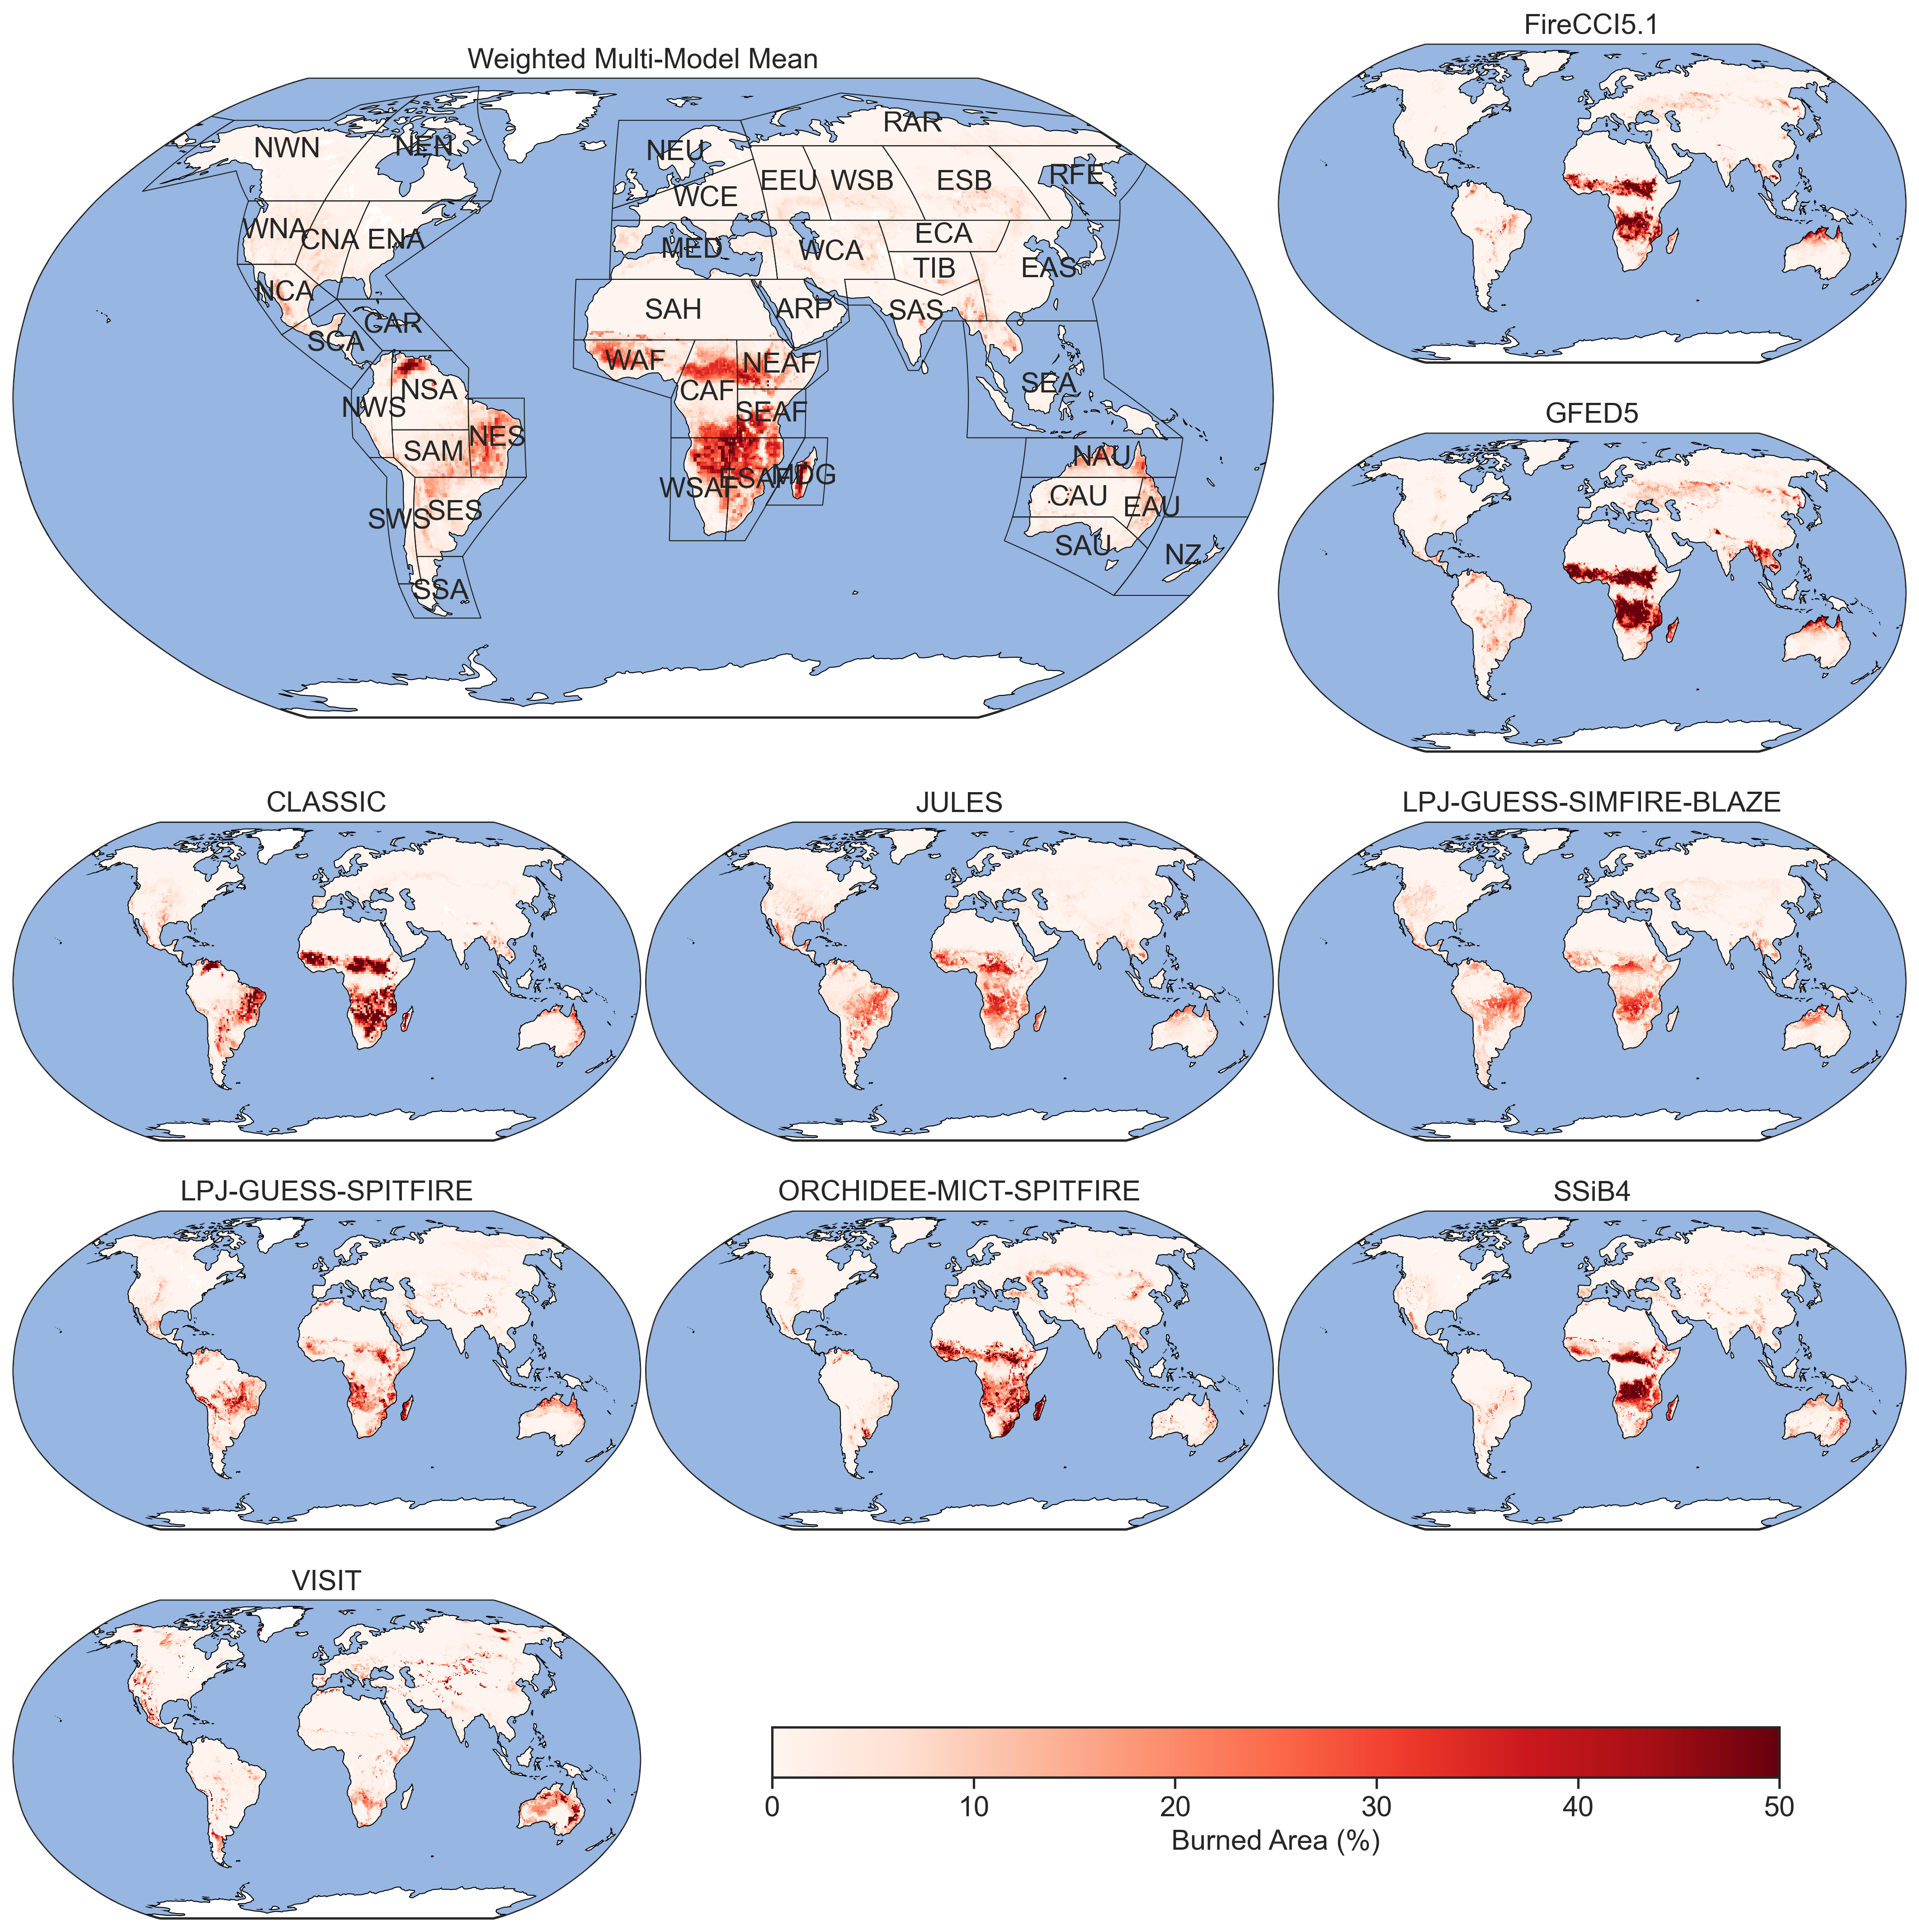 FireCCI5.1
Weighted Multi-Model Mean
NWN
NEN
NEU
RAR
WCE
EEU
WSB
ESB
RFE
WNA
CNA
ENA
MED
WCA
ECA
TIB
EAS
NCA
SAH
ARP
SAS
CAR
SCA
WAF
NEAF
CAF
NSA
NWS
SEAF
SEA
NES
SAM
NAU
MDG
ESAF
WSAF
CAU
EAU
SWS
SES
SAU
NZ
SSA
GFED5
CLASSIC
JULES
LPJ-GUESS-SIMFIRE-BLAZE
LPJ-GUESS-SPITFIRE
ORCHIDEE-MICT-SPITFIRE
SSiB4
VISIT
0 10 20 30 40 50
Burned Area (%)